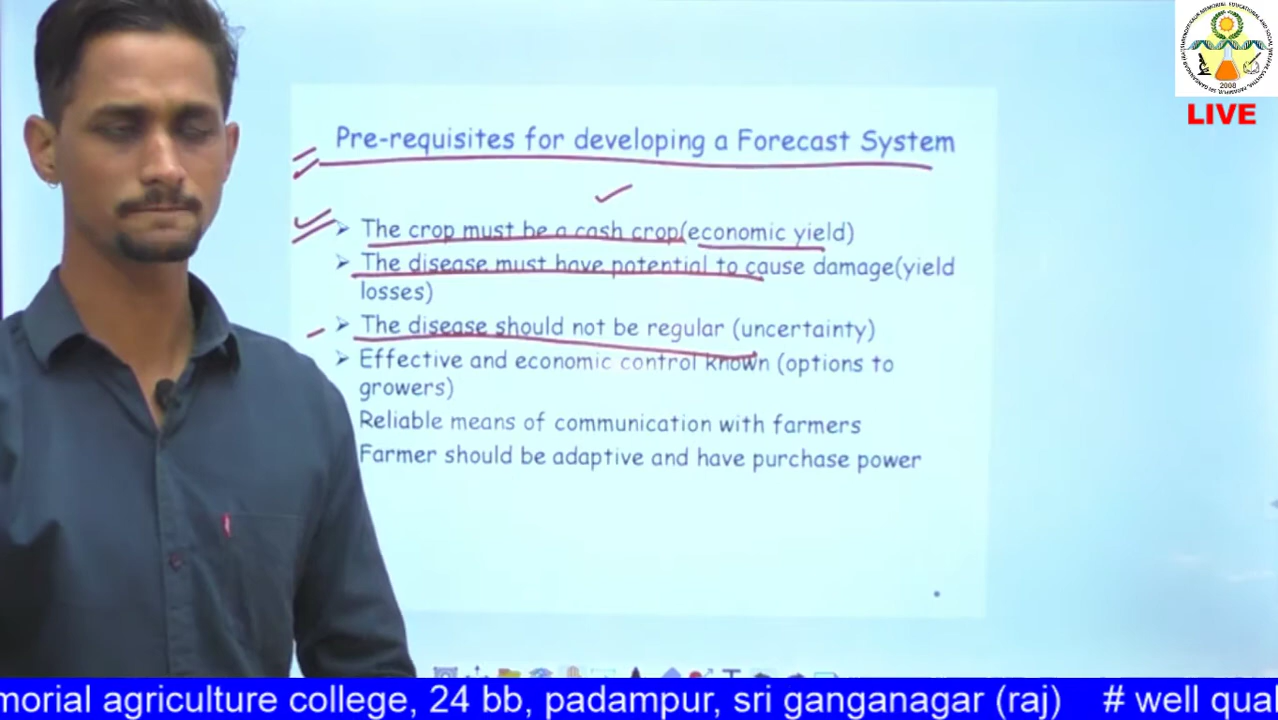 2008
LIVE
Pre-requisites for developing a Forecast System
The crop must be a cash crop(economic yield)
The disease must have potential to cause damage(yield
losses)
The disease should not be regular (uncertainty)
Effective and economic control known (options to
growers)
Reliable means of communication with farmers
Farmer should be adaptive and have purchase power
morial agriculture college, 24 bb, padampur, sri ganganagar (raj) # well qual